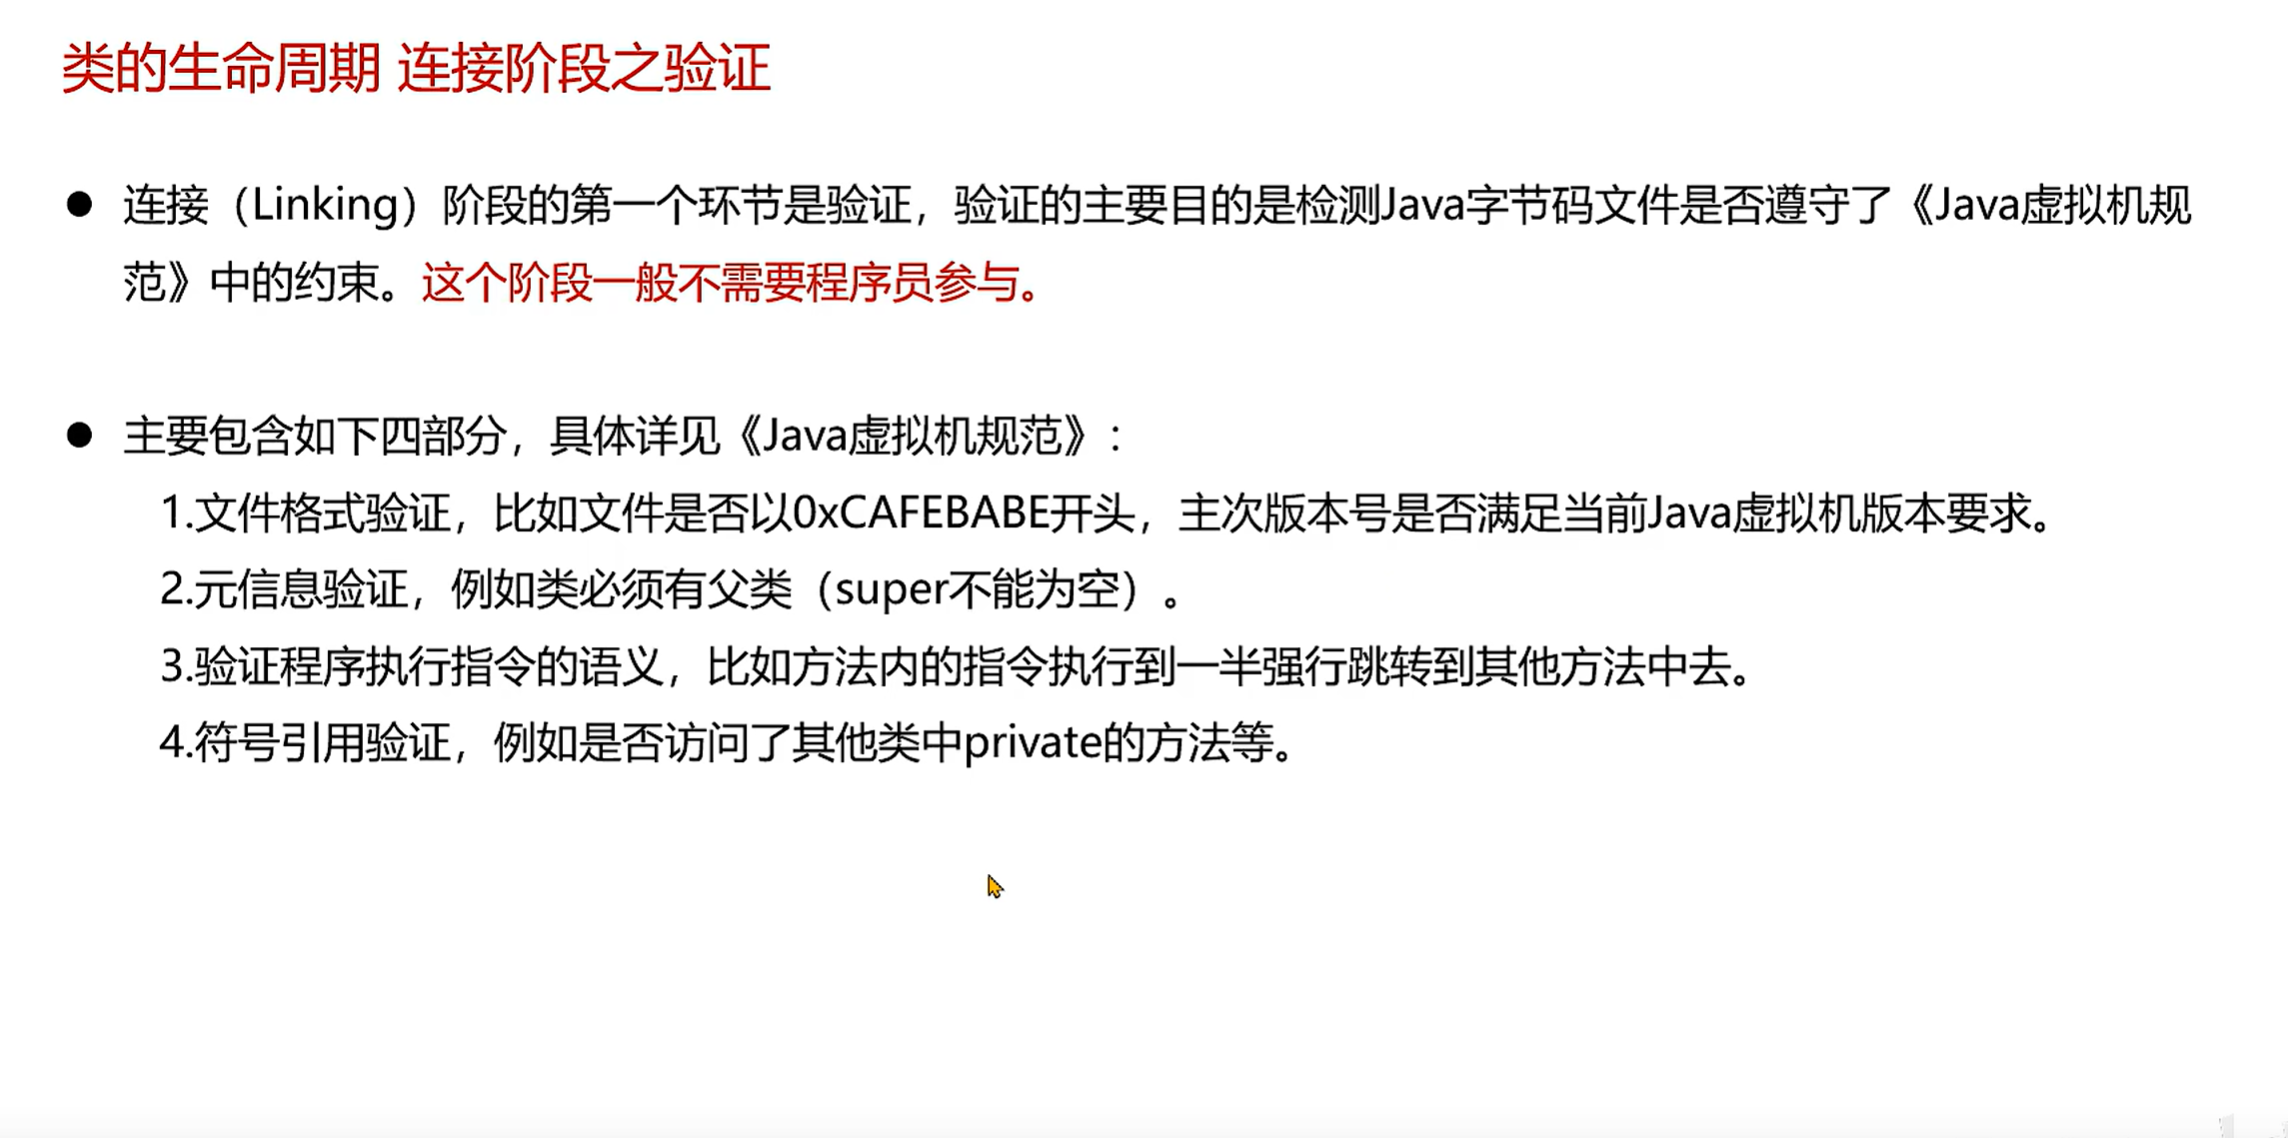 类的生命周期 连接阶段之验证
● 连接（Linking）阶段的第一个环节是验证，验证的主要目的是检测Java字节码文件是否遵守了《Java虚拟机规
范》中的约束。这个阶段一般不需要程序员参与。
● 主要包含如下四部分，具体详见《Java虚拟机规范》：
1.文件格式验证，比如文件是否以0xCAFEBABE开头，主次版本号是否满足当前Java虚拟机版本要求。
2.元信息验证，例如类必须有父类（super不能为空）。
3.验证程序执行指令的语义，比如方法内的指令执行到一半强行跳转到其他方法中去。
4.符号引用验证，例如是否访问了其他类中private的方法等。